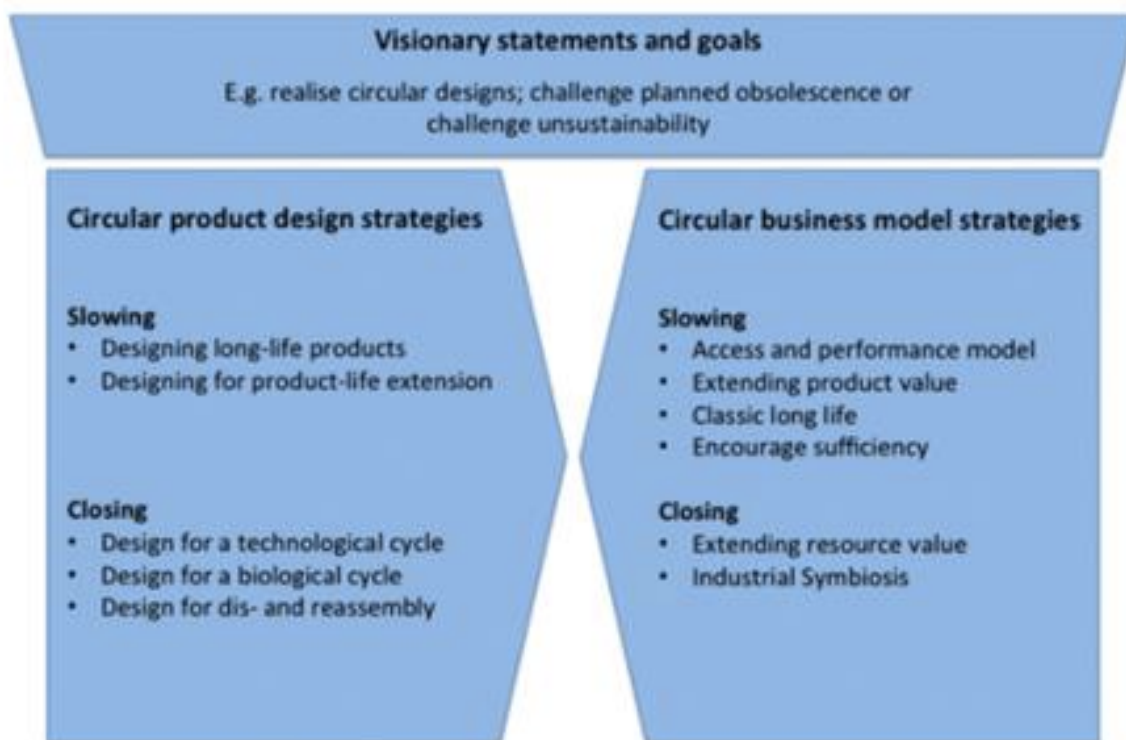 Visionary statements and goals
E.g. realise circular designs; challenge planned obsolescence or
challenge unsustainability
Circular product design strategies
Slowing
• Designing long-life products
• Designing for product-life extension
Closing
• Design for a technological cycle
• Design for a biological cycle
• Design for dis- and reassembly
Circular business model strategies
Slowing
• Access and performance model
• Extending product value
• Classic long life
• Encourage sufficiency
Closing
• Extending resource value
• Industrial Symbiosis